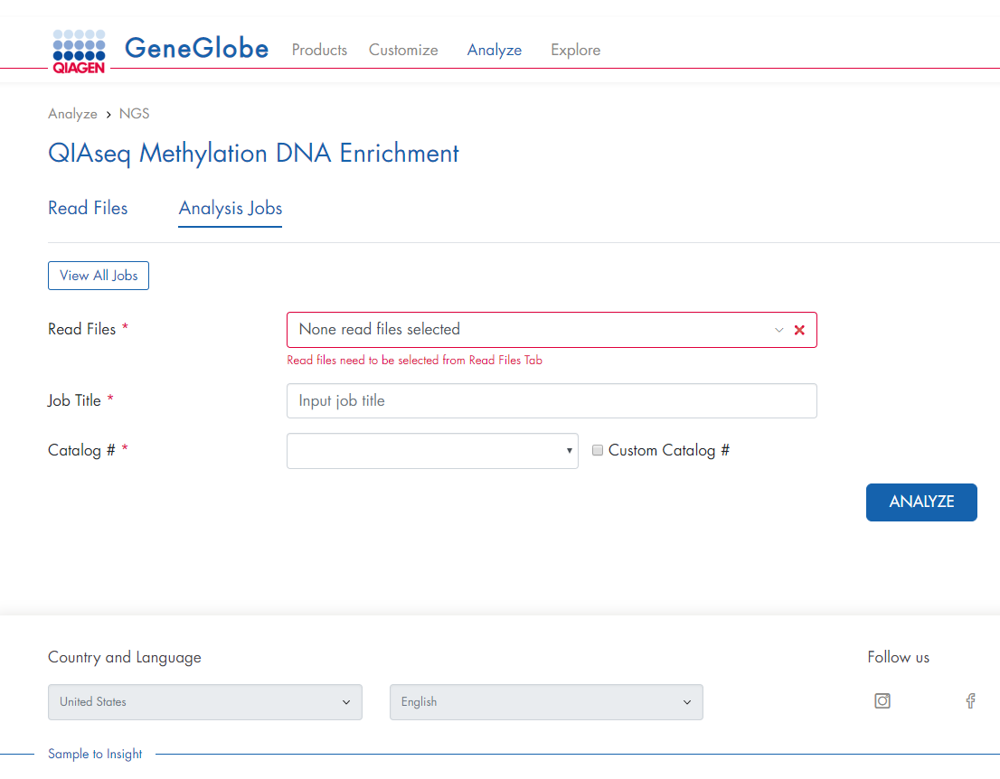 QIAGEN
GeneGlobe Products Customize Analyze Explore
Analyze › NGS
QIAseq Methylation DNA Enrichment
Read Files Analysis Jobs
View All Jobs
Read Files * None read files selected
Read files need to be selected from Read Files Tab
Job Title * Input job title
Catalog # * Custom Catalog #
ANALYZE
Country and Language Follow us
United States English
Sample to Insight